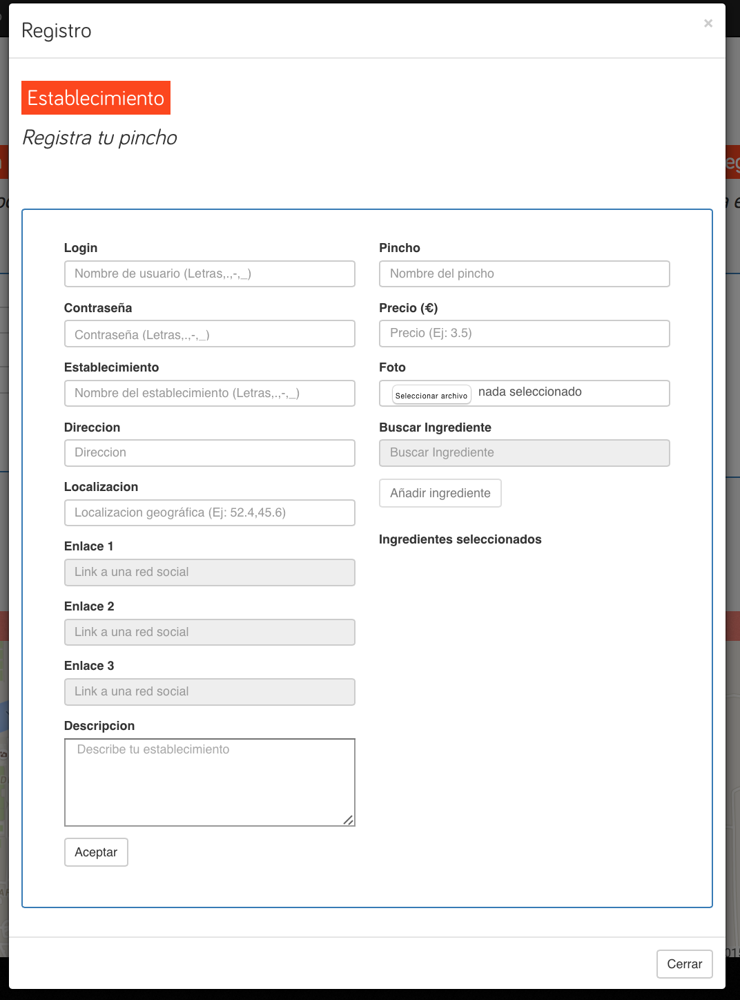 Registro
×
Establecimiento
Registra tu pincho
Login
Nombre de usuario (Letras,.,-,_)
Contraseña
Contraseña (Letras,.,-,_)
Establecimiento
Nombre del establecimiento (Letras,.,-,_)
Direccion
Direccion
Localizacion
Localizacion geográfica (Ej: 52.4,45.6)
Enlace 1
Link a una red social
Enlace 2
Link a una red social
Enlace 3
Link a una red social
Descripcion
Describe tu establecimiento
Aceptar
Pincho
Nombre del pincho
Precio (€)
Precio (Ej: 3.5)
Foto
Seleccionar archivo nada seleccionado
Buscar Ingrediente
Buscar Ingrediente
Añadir ingrediente
Ingredientes seleccionados
Cerrar